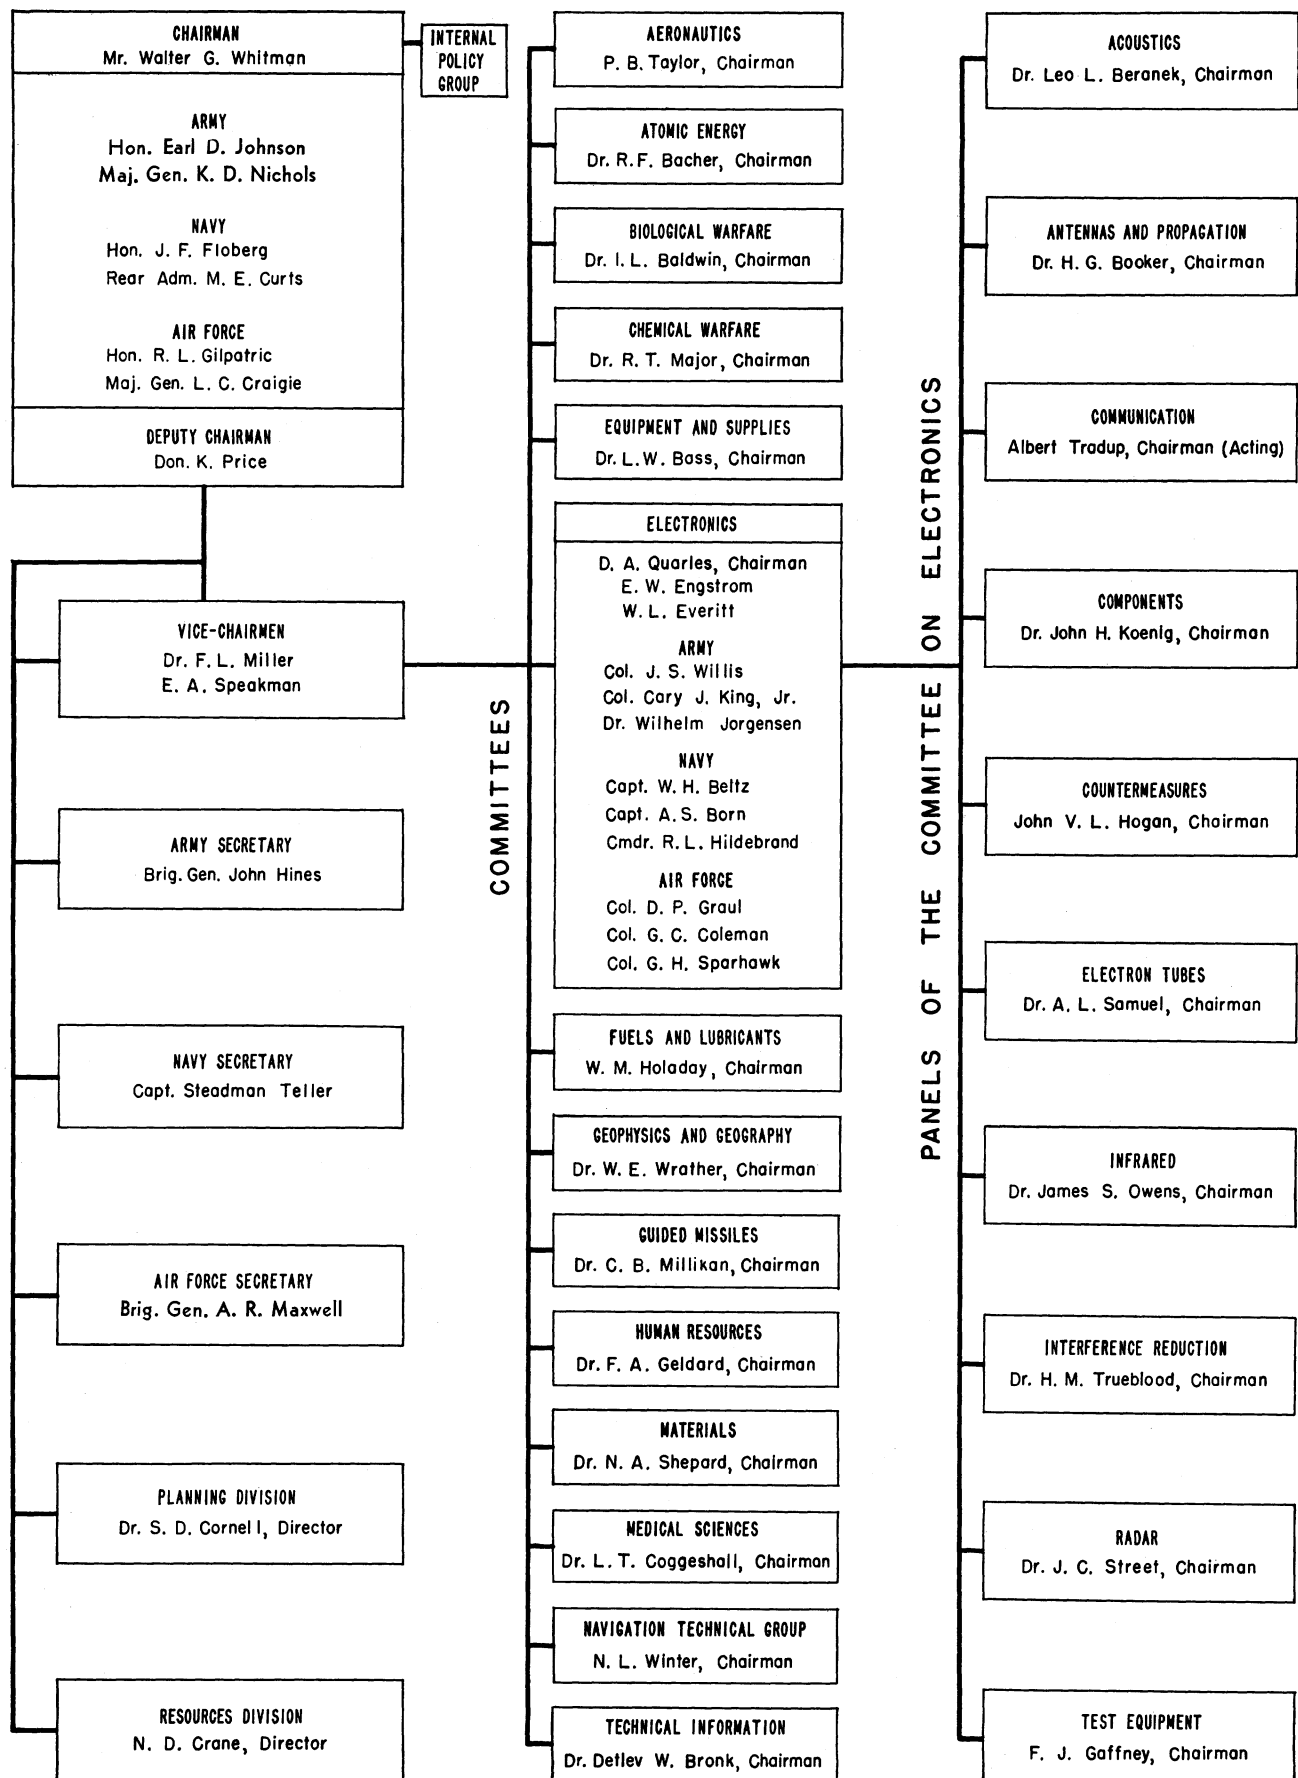 CHAIRMAN
Mr. Walter G. Whitman
INTERNAL
POLICY
GROUP
ARMY
Hon. Earl D. Johnson
Maj. Gen. K. D. Nichols
NAVY
Hon. J. F. Floberg
Rear Adm. M. E. Curts
AIR FORCE
Hon. R. L. Gilpatric
Maj. Gen. L. C. Craigie
DEPUTY CHAIRMAN
Don. K. Price
VICE-CHAIRMEN
Dr. F. L. Miller
E. A. Speakman
ARMY SECRETARY
Brig. Gen. John Hines
NAVY SECRETARY
Capt. Steadman Teller
AIR FORCE SECRETARY
Brig. Gen. A. R. Maxwell
PLANNING DIVISION
Dr. S. D. Cornell, Director
RESOURCES DIVISION
N. D. Crane, Director
COMMITTEES
AERONAUTICS
P. B. Taylor, Chairman
ATOMIC ENERGY
Dr. R.F. Bacher, Chairman
BIOLOGICAL WARFARE
Dr. I. L. Baldwin, Chairman
CHEMICAL WARFARE
Dr. R. T. Major, Chairman
EQUIPMENT AND SUPPLIES
Dr. L.W. Bass, Chairman
ELECTRONICS
D. A. Quarles, Chairman
E. W. Engstrom
W. L. Everitt
ARMY
Col. J. S. Willis
Col. Cary J. King, Jr.
Dr. Wilhelm Jorgensen
NAVY
Capt. W. H. Beltz
Capt. A. S. Born
Cmdr. R. L. Hildebrand
AIR FORCE
Col. D. P. Graul
Col. G. C. Coleman
Col. G. H. Sparhawk
FUELS AND LUBRICANTS
W. M. Holaday, Chairman
GEOPHYSICS AND GEOGRAPHY
Dr. W. E. Wrather, Chairman
GUIDED MISSILES
Dr. C. B. Millikan, Chairman
HUMAN RESOURCES
Dr. F. A. Geldard, Chairman
MATERIALS
Dr. N. A. Shepard, Chairman
MEDICAL SCIENCES
Dr. L. T. Coggeshall, Chairman
NAVIGATION TECHNICAL GROUP
N. L. Winter, Chairman
TECHNICAL INFORMATION
Dr. Detlev W. Bronk, Chairman
PANELS OF THE COMMITTEE ON ELECTRONICS
ACOUSTICS
Dr. Leo L. Beranek, Chairman
ANTENNAS AND PROPAGATION
Dr. H. G. Booker, Chairman
COMMUNICATION
Albert Tradup, Chairman (Acting)
COMPONENTS
Dr. John H. Koenig, Chairman
COUNTERMEASURES
John V. L. Hogan, Chairman
ELECTRON TUBES
Dr. A. L. Samuel, Chairman
INFRARED
Dr. James S. Owens, Chairman
INTERFERENCE REDUCTION
Dr. H. M. Trueblood, Chairman
RADAR
Dr. J. C. Street, Chairman
TEST EQUIPMENT
F. J. Gaffney, Chairman